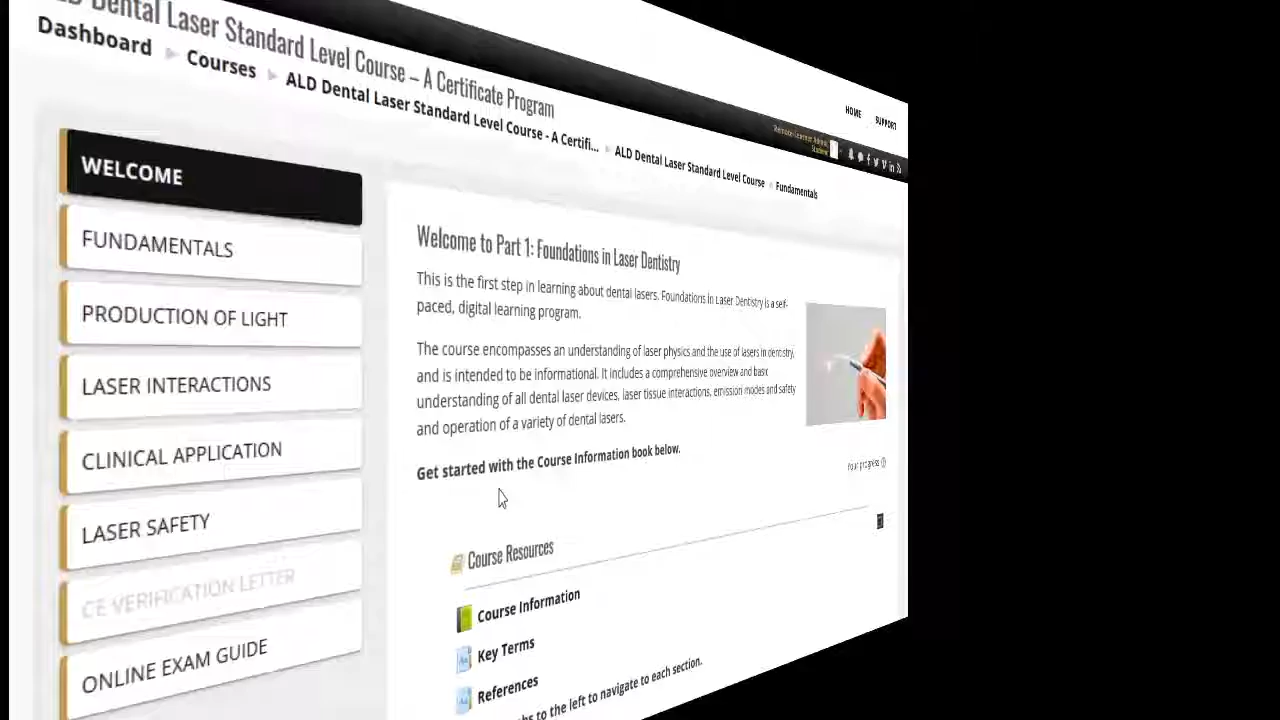 Dental Laser Standard Level Course – A Certificate Program
HOME SUPPORT
Dashboard Courses ALD Dental Laser Standard Level Course - A Certifi... ALD Dental Laser Standard Level Course Fundamentals
WELCOME
FUNDAMENTALS
PRODUCTION OF LIGHT
LASER INTERACTIONS
CLINICAL APPLICATION
LASER SAFETY
CE VERIFICATION LETTER
ONLINE EXAM GUIDE
Welcome to Part 1: Foundations in Laser Dentistry
This is the first step in learning about dental lasers. Foundations in Laser Dentistry is a self-
paced, digital learning program.
The course encompasses an understanding of laser physics and the use of lasers in dentistry,
and is intended to be informational. It includes a comprehensive overview and basic
understanding of all dental laser devices, laser tissue interactions, emission modes and safety
and operation of a variety of dental lasers.
Get started with the Course Information book below.
Your progress
Course Resources
Course Information
Key Terms
References
to the left to navigate to each section.